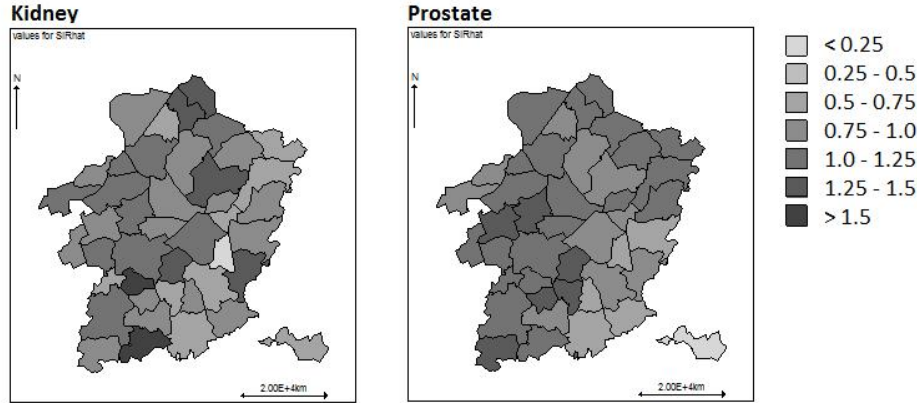 Kidney
values for SIRhat
N
2.00E+4km
Prostate
values for SIRhat
N
2.00E+4km
< 0.25
0.25 - 0.5
0.5 - 0.75
0.75 - 1.0
1.0 - 1.25
1.25 - 1.5
> 1.5